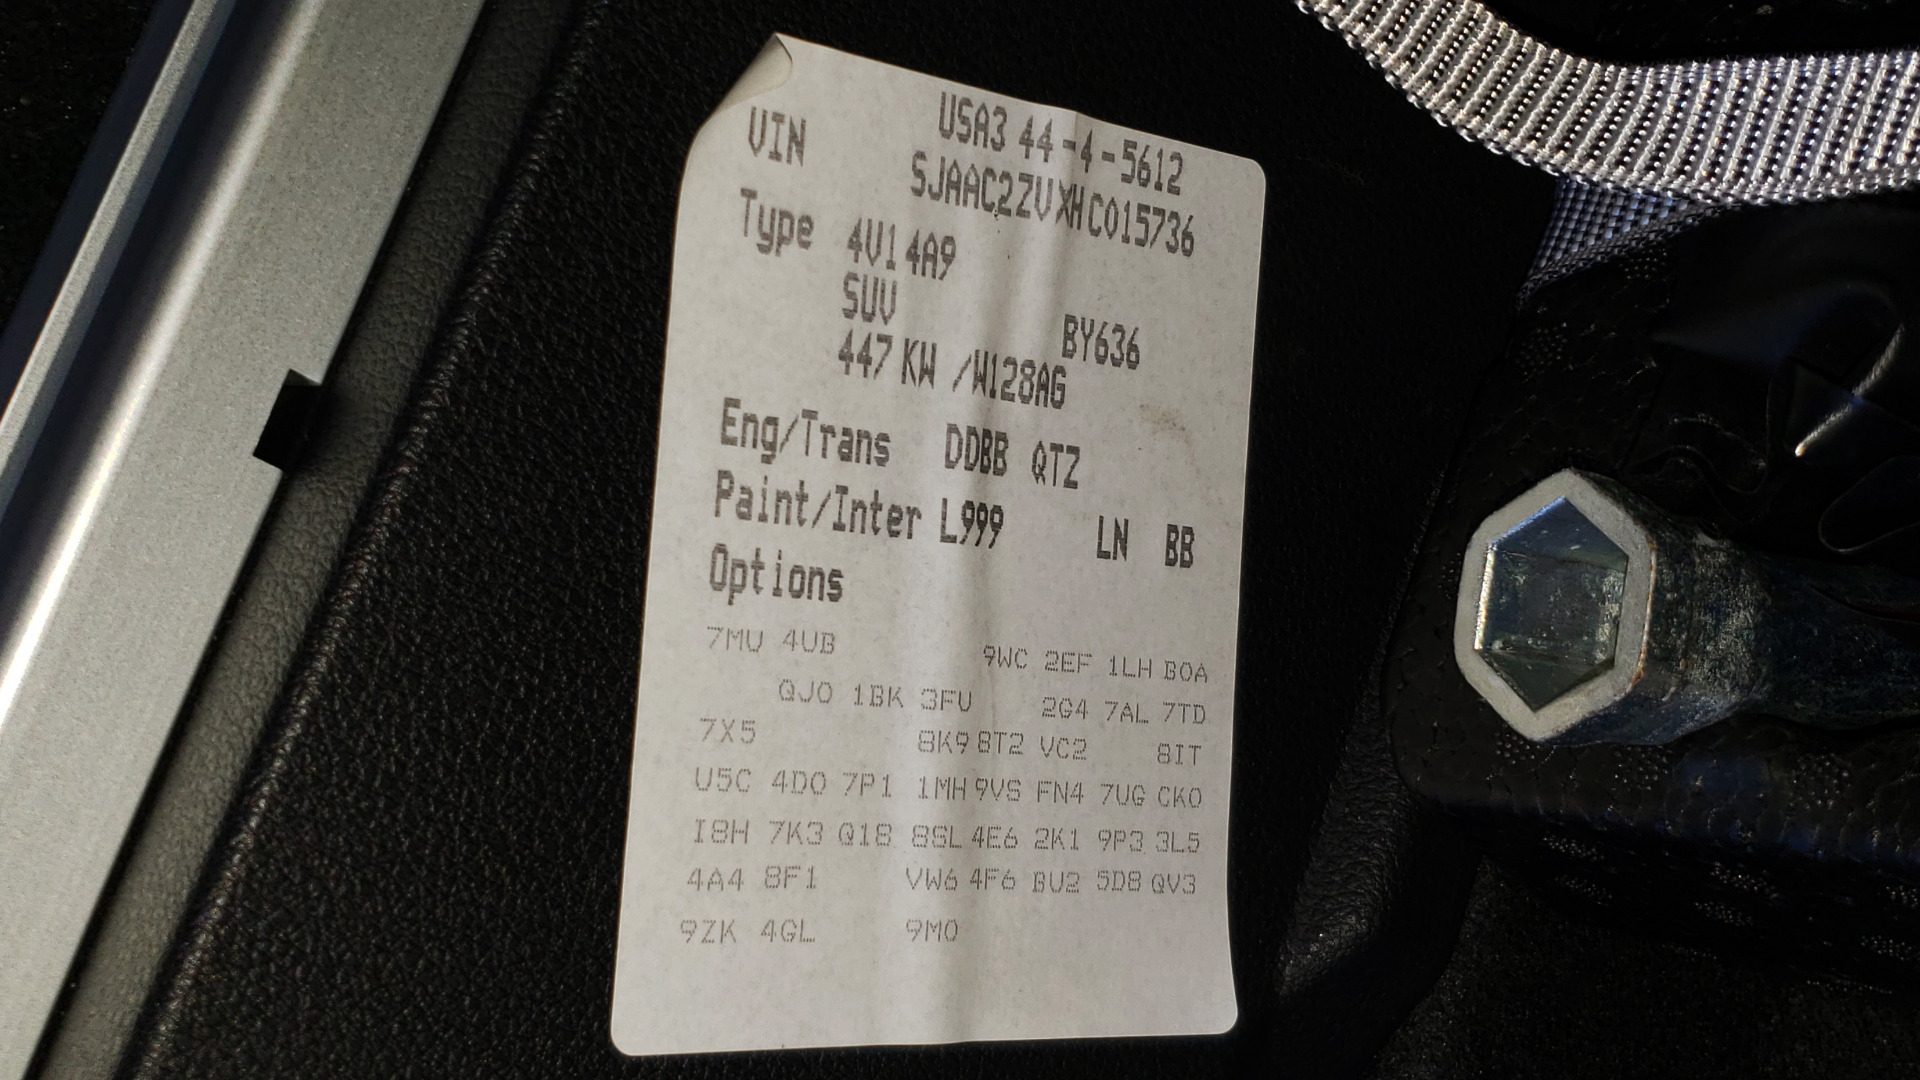 USA3 44-4-5612
VIN SJAAC2ZVXHC015736
Type 4V14A9
SUV
BY636
447 KW /W128AG
Eng/Trans DDBB QTZ
Paint/Inter L999 LN BB
Options
7MU 4UB 9WC 2EF 1LH B0A
QJ0 1BK 3FU 2G4 7AL 7TD
7X5 8K9 8T2 VC2 8IT
U5C 4D0 7P1 1MH 9VS FN4 7UG CK0
I8H 7K3 Q18 8SL 4E6 2K1 9P3 3L5
4A4 8F1 VW6 4F6 BU2 5D8 QV3
9ZK 4GL 9M0